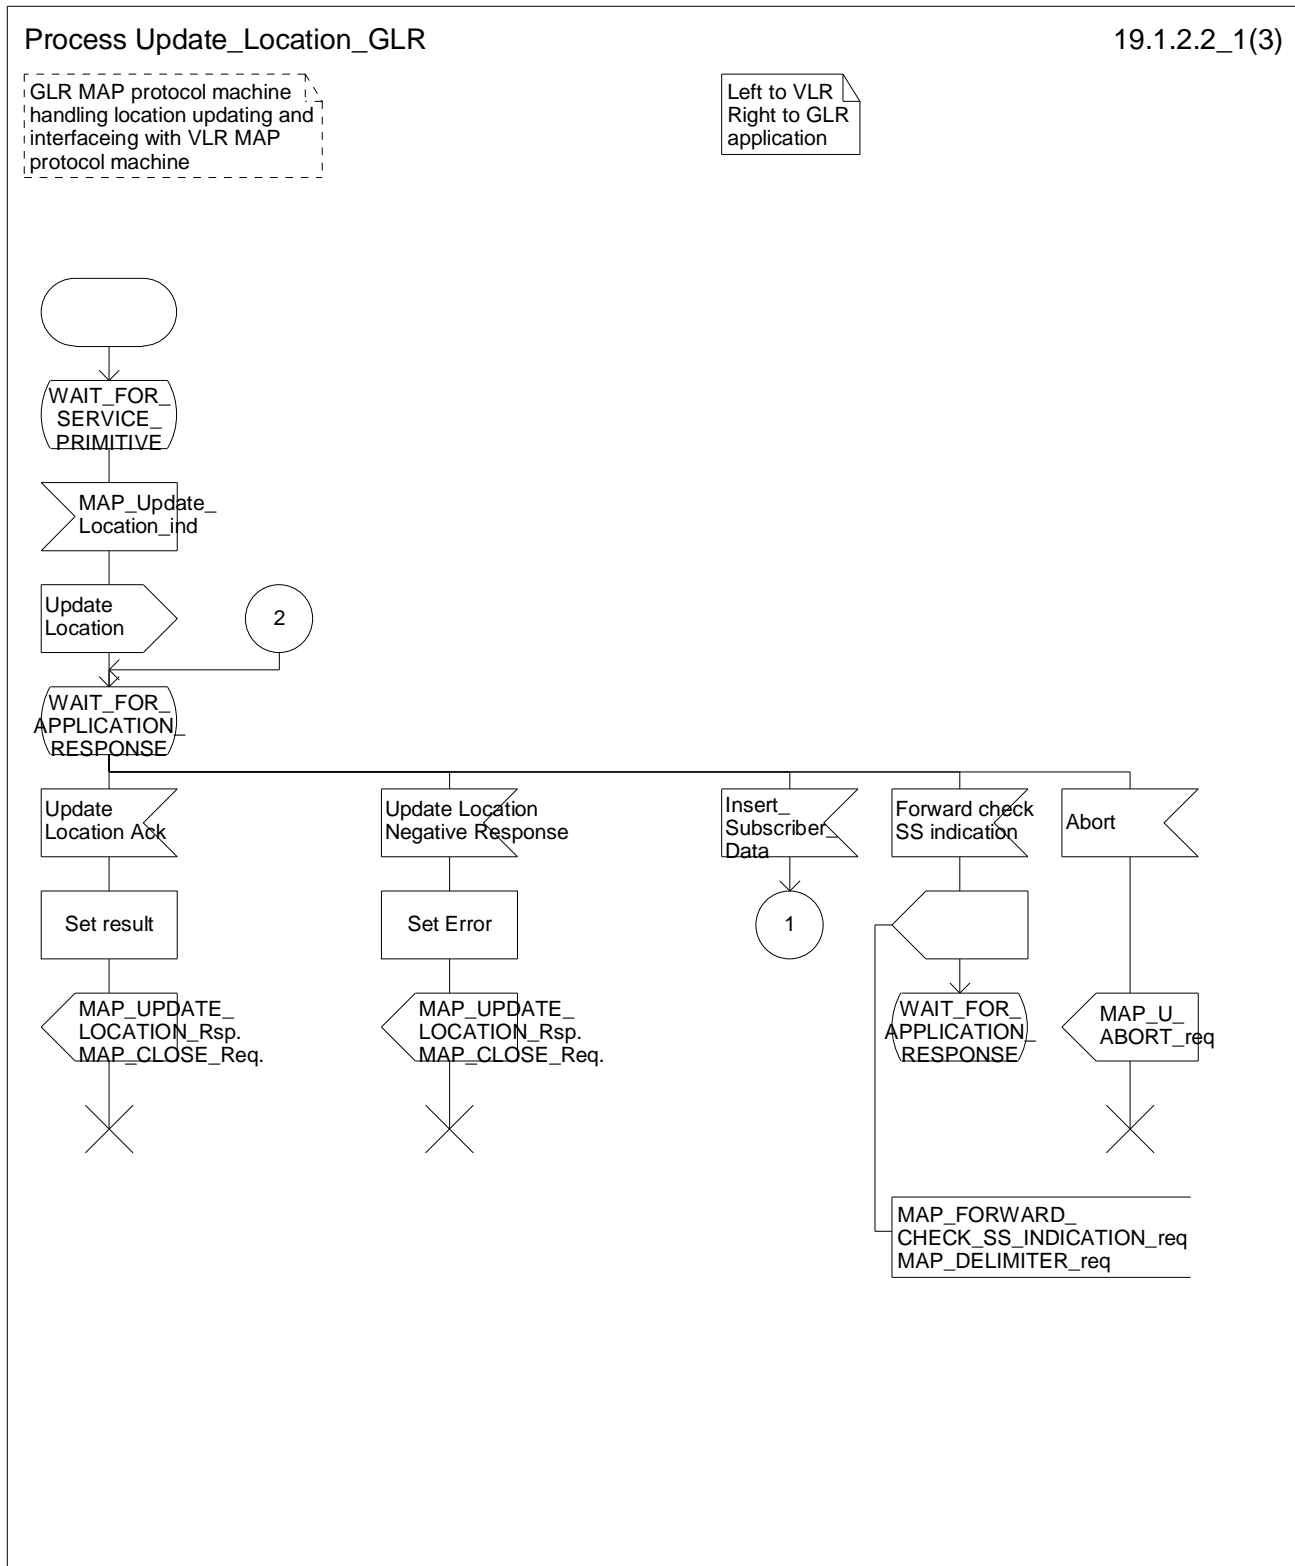 Process Update_Location_GLR
19.1.2.2_1(3)
GLR MAP protocol machine
handling location updating and
interfaceing with VLR MAP
protocol machine
Left to VLR
Right to GLR
application
WAIT_FOR_
SERVICE_
PRIMITIVE
MAP_Update_
Location_ind
Update
Location
2
WAIT_FOR_
APPLICATION_
RESPONSE
Update
Location Ack
Update Location
Negative Response
Insert_
Subscriber_
Data
Forward check
SS indication
Abort
Set result
Set Error
1
MAP_UPDATE_
LOCATION_Rsp.
MAP_CLOSE_Req.
MAP_UPDATE_
LOCATION_Rsp.
MAP_CLOSE_Req.
WAIT_FOR_
APPLICATION_
RESPONSE
MAP_U_
ABORT_req
MAP_FORWARD_
CHECK_SS_INDICATION_req
MAP_DELIMITER_req